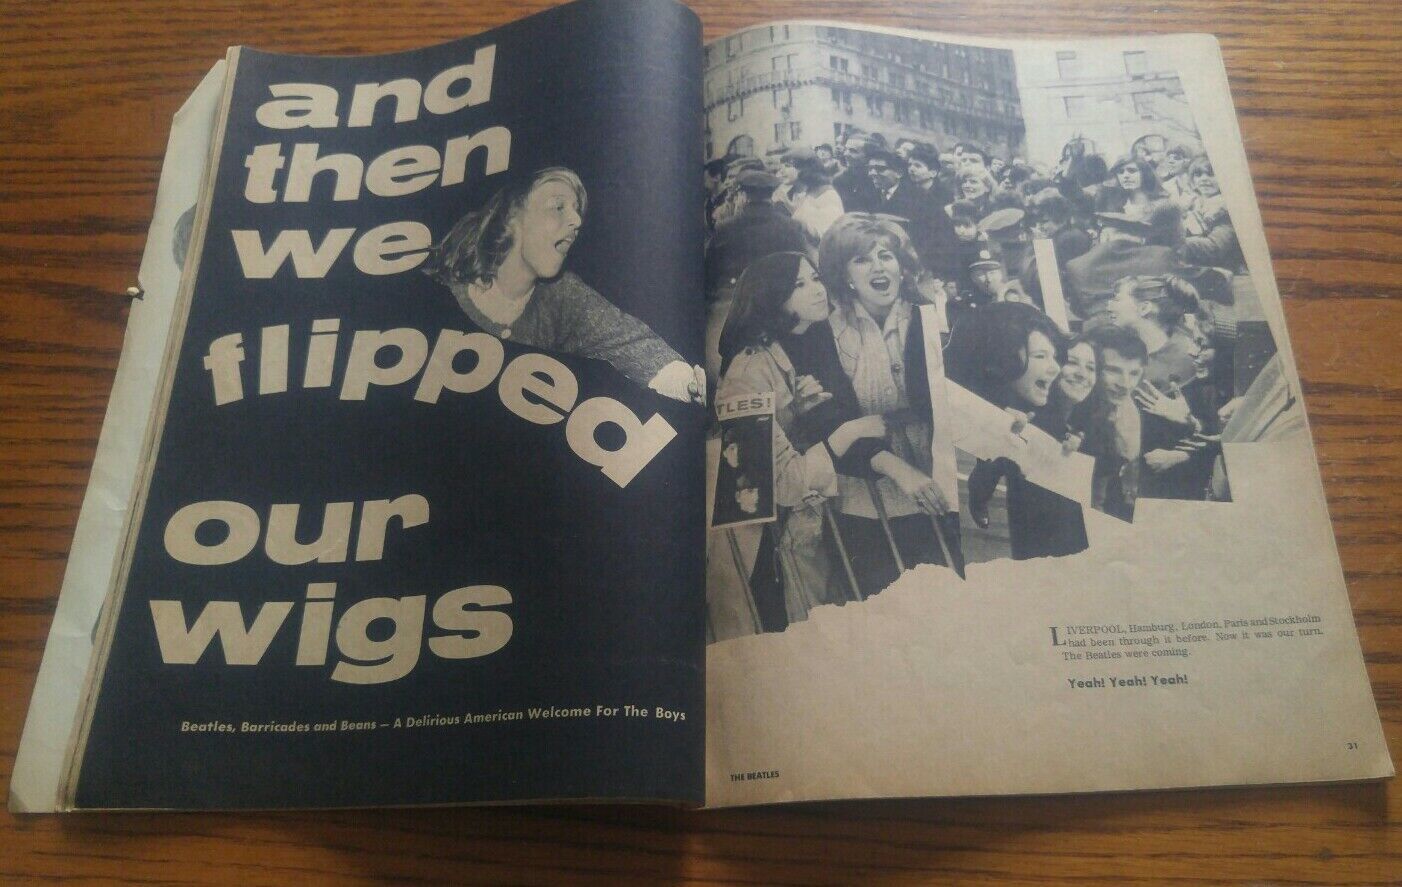 and
then
we
flipped
our
wigs
Beatles, Barricades and Beans — A Delirious American Welcome For The Boys
TLES!
LIVERPOOL, Hamburg, London, Paris and Stockholm
had been through it before. Now it was our turn.
The Beatles were coming.
Yeah! Yeah! Yeah!
THE BEATLES
31